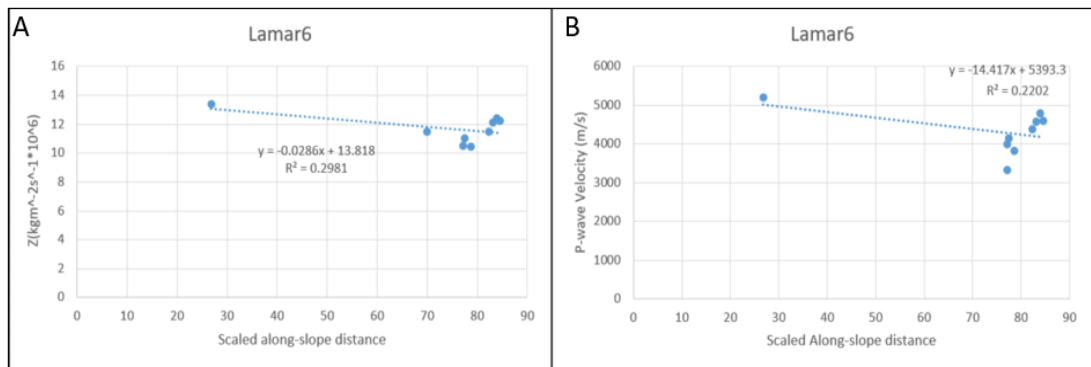 A
Lamar6
16
14
12
10
8
6
4
2
0
Z(kgm^-2s^-1*10^6)
y = -0.0286x + 13.818
R² = 0.2981
0 10 20 30 40 50 60 70 80 90
Scaled along-slope distance
B
Lamar6
6000
5000
4000
3000
2000
1000
0
P-wave Velocity (m/s)
y = -14.417x + 5393.3
R² = 0.2202
0 10 20 30 40 50 60 70 80 90
Scaled Along-slope distance